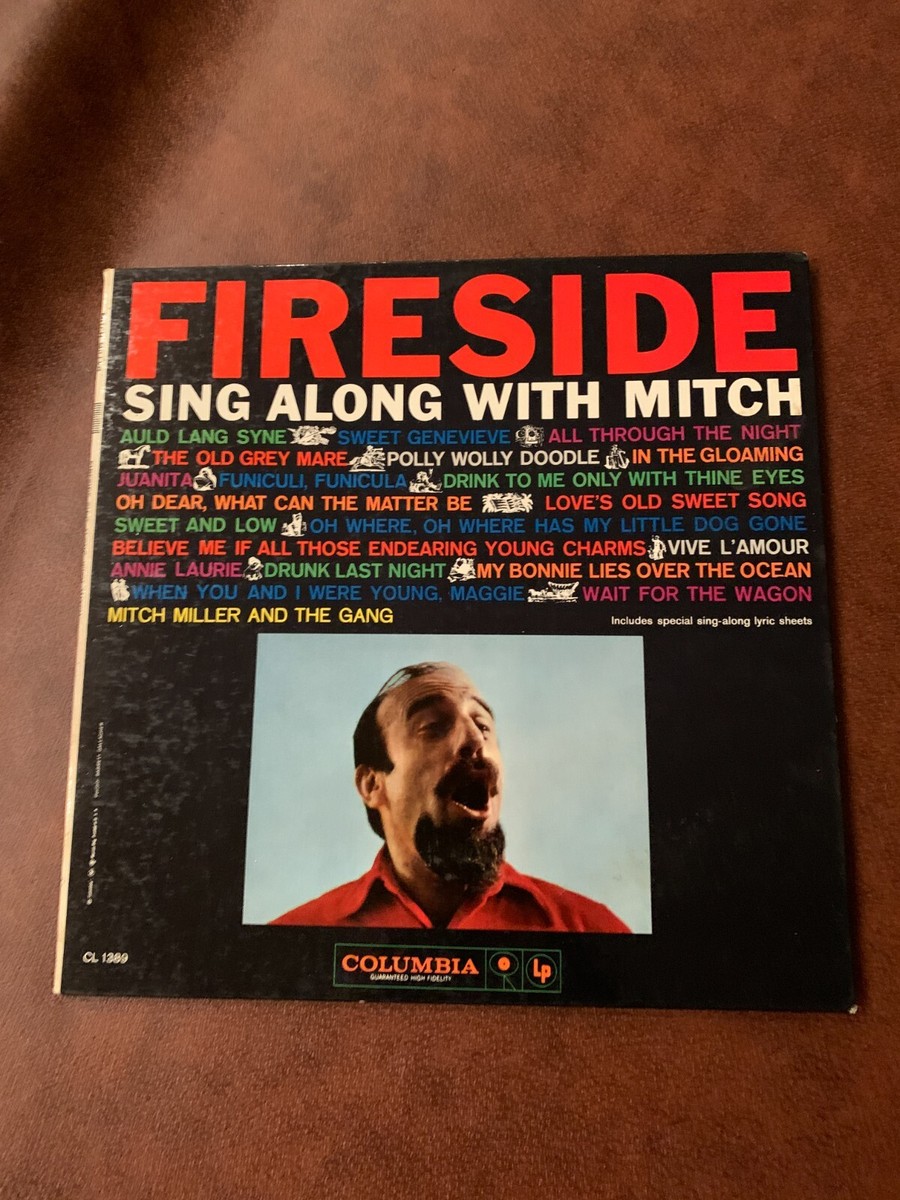 FIRESIDE
SING ALONG WITH MITCH
AULD LANG SYNE SWEET GENEVIEVE ALL THROUGH THE NIGHT
THE OLD GREY MARE POLLY WOLLY DOODLE IN THE GLOAMING
JUANITA FUNICULI, FUNICULA DRINK TO ME ONLY WITH THINE EYES
OH DEAR, WHAT CAN THE MATTER BE LOVE'S OLD SWEET SONG
SWEET AND LOW OH WHERE, OH WHERE HAS MY LITTLE DOG GONE
BELIEVE ME IF ALL THOSE ENDEARING YOUNG CHARMS VIVE L'AMOUR
ANNIE LAURIE DRUNK LAST NIGHT MY BONNIE LIES OVER THE OCEAN
WHEN YOU AND I WERE YOUNG, MAGGIE WAIT FOR THE WAGON
MITCH MILLER AND THE GANG
Includes special sing-along lyric sheets
CL 1389
COLUMBIA
GUARANTEED HIGH FIDELITY
Lp